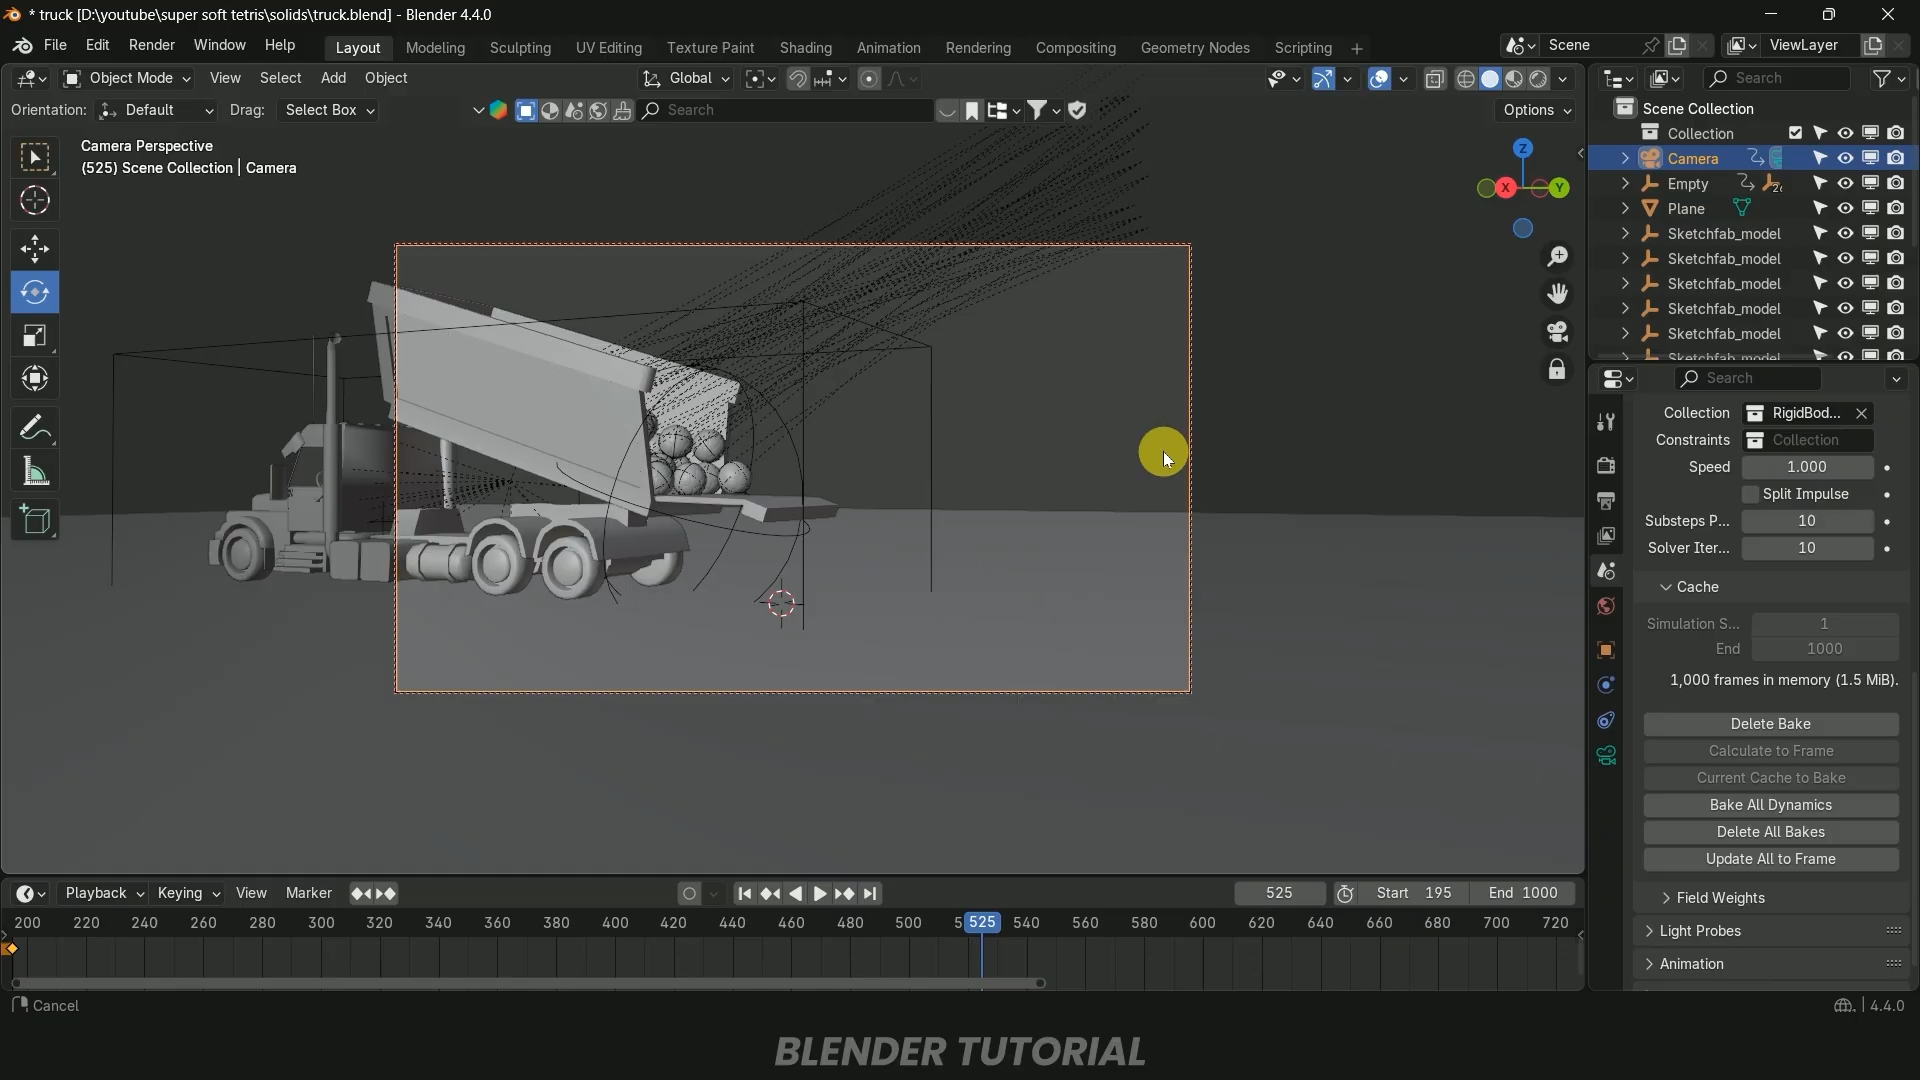 * truck [D:\youtube\super soft tetris\solids\truck.blend] - Blender 4.4.0
File Edit Render Window Help Layout Modeling Sculpting UV Editing Texture Paint Shading Animation Rendering Compositing Geometry Nodes Scripting + Scene ViewLayer
Object Mode View Select Add Object Global Search
Orientation: Default Drag: Select Box Search Options
Scene Collection
Collection
Camera
Empty
Plane
Sketchfab_model
Sketchfab_model
Sketchfab_model
Sketchfab_model
Sketchfab_model
Sketchfab_model
Camera Perspective
(525) Scene Collection | Camera
Z
X Y
Search
Collection RigidBod...
Constraints Collection
Speed 1.000
Split Impulse
Substeps P... 10
Solver Iter... 10
Cache
Simulation S... 1
End 1000
1,000 frames in memory (1.5 MiB).
Delete Bake
Calculate to Frame
Current Cache to Bake
Bake All Dynamics
Delete All Bakes
Update All to Frame
Field Weights
Light Probes
Animation
Playback Keying View Marker 525 Start 195 End 1000
200 220 240 260 280 300 320 340 360 380 400 420 440 460 480 500 5 525 540 560 580 600 620 640 660 680 700 720
Cancel 4.4.0
BLENDER TUTORIAL